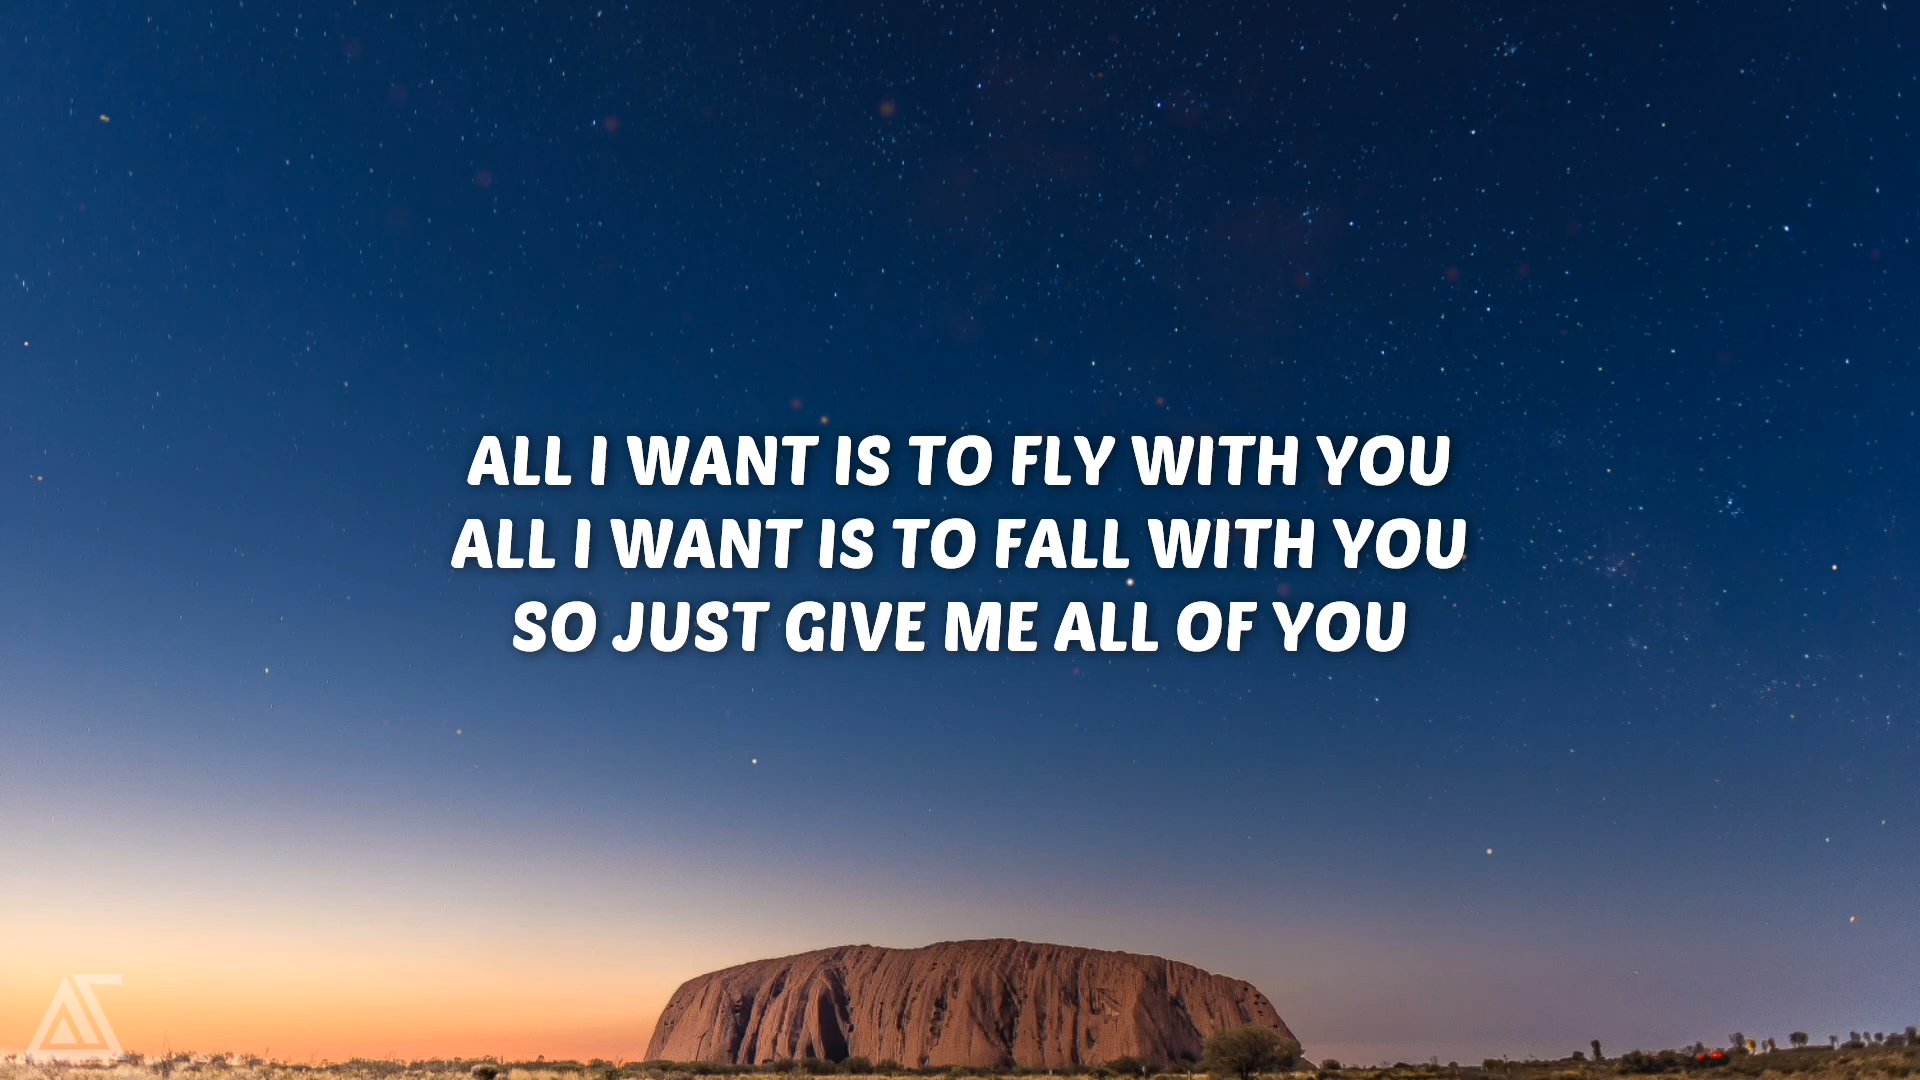 ALL I WANT IS TO FLY WITH YOU
ALL I WANT IS TO FALL WITH YOU
SO JUST GIVE ME ALL OF YOU